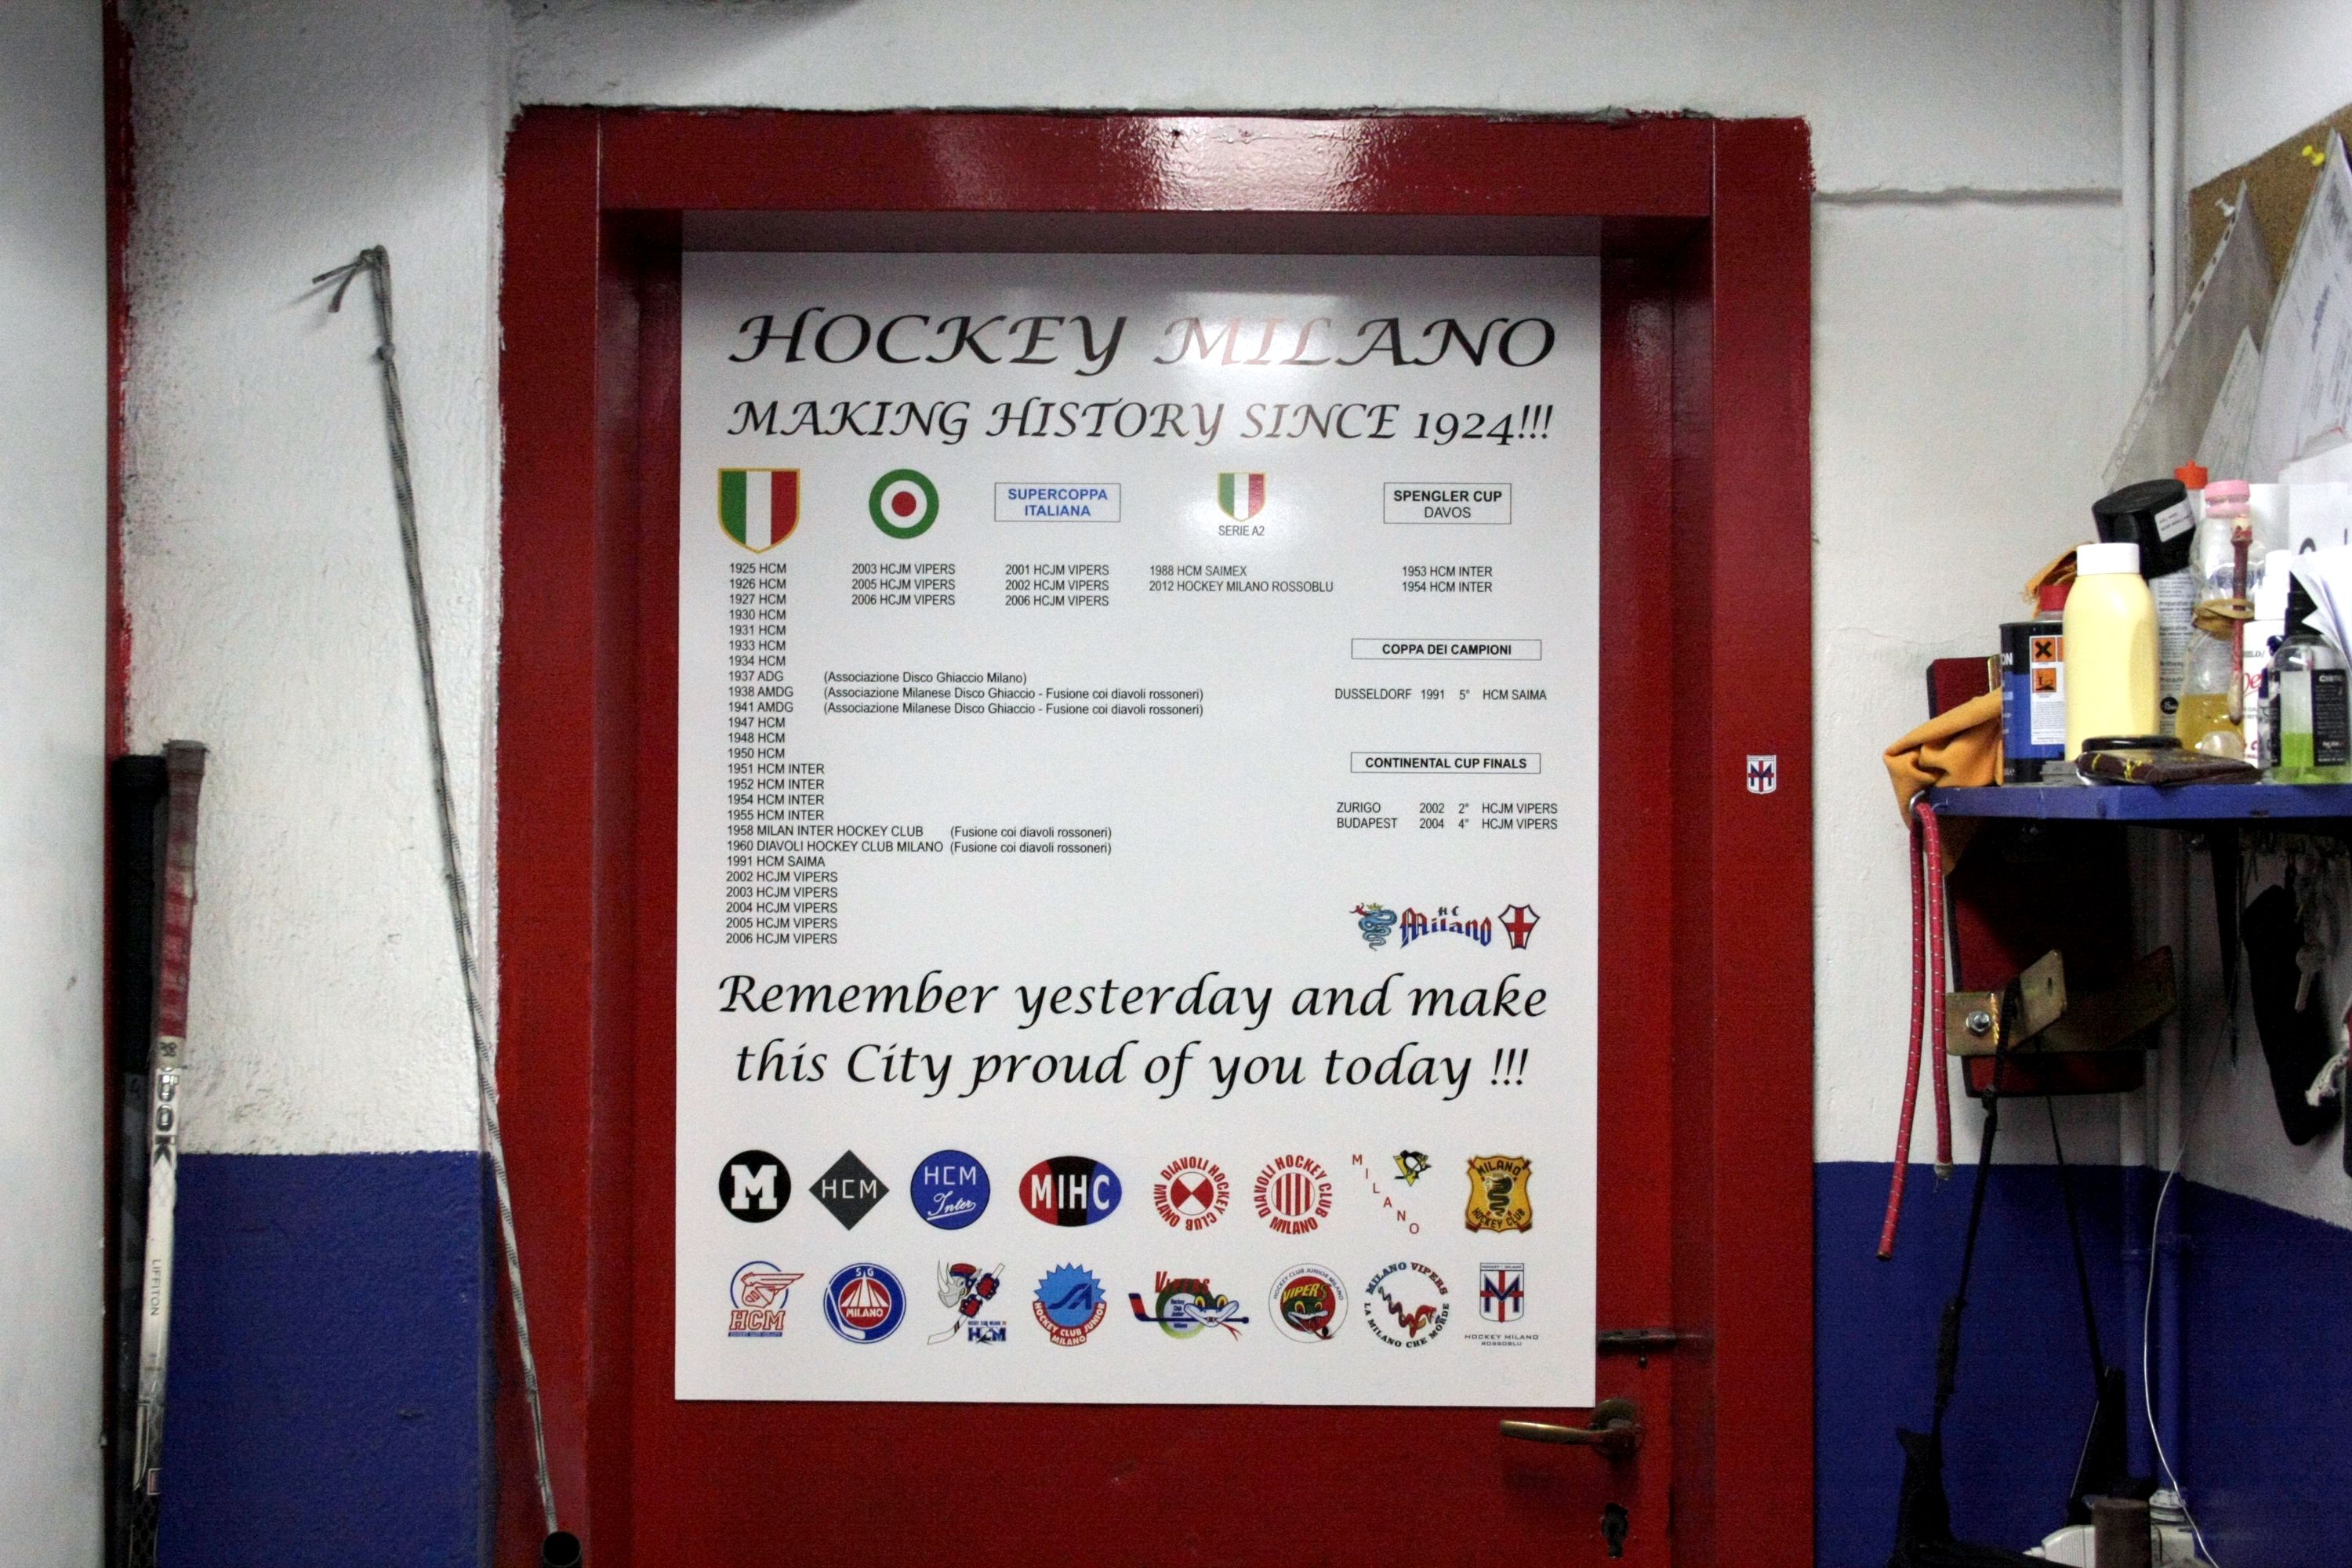 HOCKEY MILANO
MAKING HISTORY SINCE 1924!!!
SUPERCOPPA
ITALIANA
SERIE A2
SPENGLER CUP
DAVOS
1925 HCM
1926 HCM
1927 HCM
1930 HCM
1931 HCM
1933 HCM
1934 HCM
1937 ADG (Associazione Disco Ghiaccio Milano)
1938 AMDG (Associazione Milanese Disco Ghiaccio - Fusione coi diavoli rossoneri)
1941 AMDG (Associazione Milanese Disco Ghiaccio - Fusione coi diavoli rossoneri)
1947 HCM
1948 HCM
1950 HCM
1951 HCM INTER
1952 HCM INTER
1954 HCM INTER
1955 HCM INTER
1958 MILAN INTER HOCKEY CLUB (Fusione coi diavoli rossoneri)
1960 DIAVOLI HOCKEY CLUB MILANO (Fusione coi diavoli rossoneri)
1991 HCM SAIMA
2002 HCJM VIPERS
2003 HCJM VIPERS
2004 HCJM VIPERS
2005 HCJM VIPERS
2006 HCJM VIPERS
2003 HCJM VIPERS
2005 HCJM VIPERS
2006 HCJM VIPERS
2001 HCJM VIPERS
2002 HCJM VIPERS
2006 HCJM VIPERS
1988 HCM SAIMEX
2012 HOCKEY MILANO ROSSOBLU
1953 HCM INTER
1954 HCM INTER
COPPA DEI CAMPIONI
DUSSELDORF 1991 5° HCM SAIMA
CONTINENTAL CUP FINALS
ZURIGO 2002 2° HCJM VIPERS
BUDAPEST 2004 4° HCJM VIPERS
HC
Milano
Remember yesterday and make
this City proud of you today !!!
M
HCM
HCM
Inter
MIHC
DIAVOLI HOCKEY CLUB MILANO
DIAVOLI HOCKEY CLUB
MILANO
MILANO
MILANO
HOCKEY CLUB
HCM
SG
MILANO
HCM
HOCKEY CLUB JUNIOR
MILANO
VIPERS
HOCKEY CLUB JUNIOR MILANO
VIPERS
MILANO VIPERS
LA MILANO CHE MORDE
M
HOCKEY MILANO
ROSSOBLU
LIFFITON